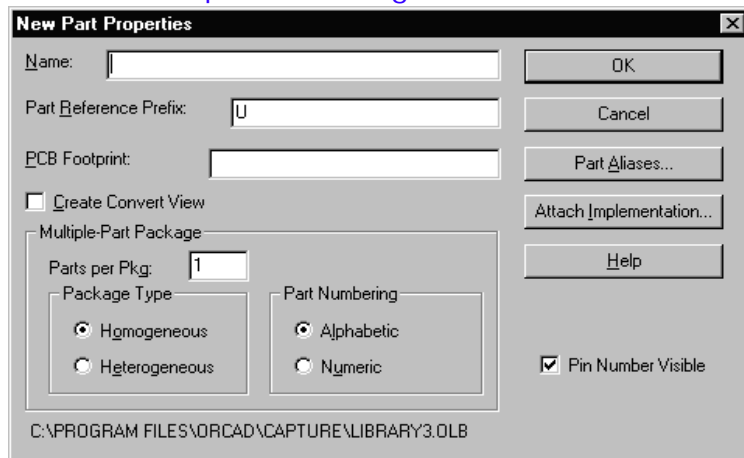 New Part Properties
Name:
OK
Part Reference Prefix: U
Cancel
PCB Footprint:
Part Aliases...
Create Convert View
Attach Implementation...
Multiple-Part Package
Parts per Pkg: 1
Help
Package Type
Part Numbering
Homogeneous
Alphabetic
Heterogeneous
Numeric
Pin Number Visible
C:\PROGRAM FILES\ORCAD\CAPTURE\LIBRARY3.OLB